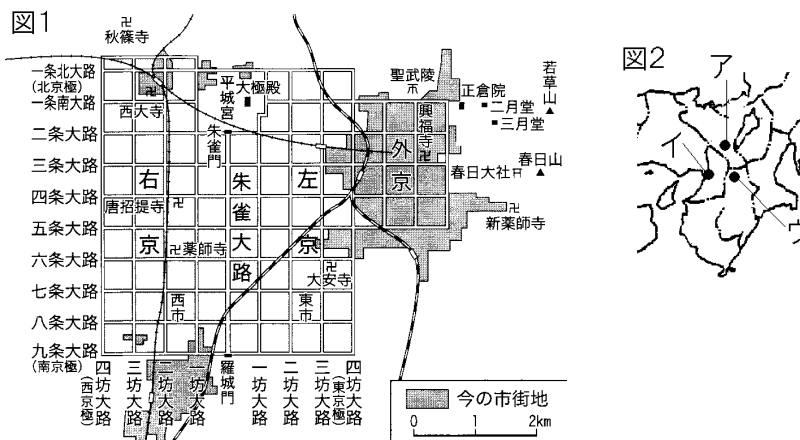 図1
卍
秋篠寺
一条北大路
(北京極)
一条南大路
二条大路
三条大路
四条大路
五条大路
六条大路
七条大路
八条大路
九条大路
(南京極)
卍
西大寺
平城宮
大極殿
朱雀門
聖武陵
正倉院
二月堂
三月堂
若草山
興福寺
卍
外京
春日大社
春日山
卍
新薬師寺
右京
朱雀大路
左京
唐招提寺
卍
卍薬師寺
卍
大安寺
西市
東市
羅城門
四坊大路
(西京極)
三坊大路
二坊大路
一坊大路
一坊大路
二坊大路
三坊大路
四坊大路
(東京極)
今の市街地
0 1 2km
図2
ア
イ
ウ